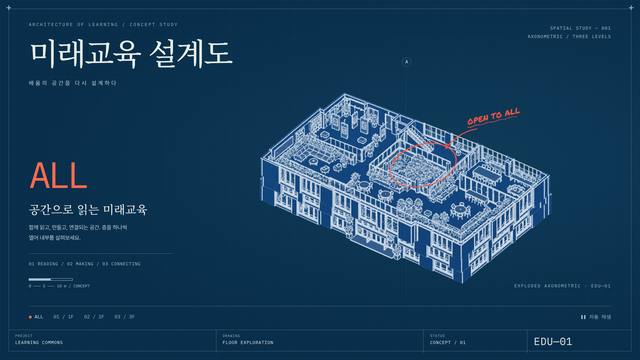 ARCHITECTURE OF LEARNING / CONCEPT STUDY
미래교육 설계도
배움의 공간을 다시 설계하다
SPATIAL STUDY — 001
AXONOMETRIC / THREE LEVELS
A
OPEN TO ALL
ALL
공간으로 읽는 미래교육
함께 읽고, 만들고, 연결되는 공간, 층을 하나씩
열어 내부를 살펴보세요.
01 READING / 02 MAKING / 03 CONNECTING
0 — 5 — 10 m / CONCEPT
EXPLODED AXONOMETRIC · EDU—01
ALL 01 / 1F 02 / 2F 03 / 3F
자동 재생
PROJECT
LEARNING COMMONS
DRAWING
FLOOR EXPLORATION
STATUS
CONCEPT / 01
EDU—01